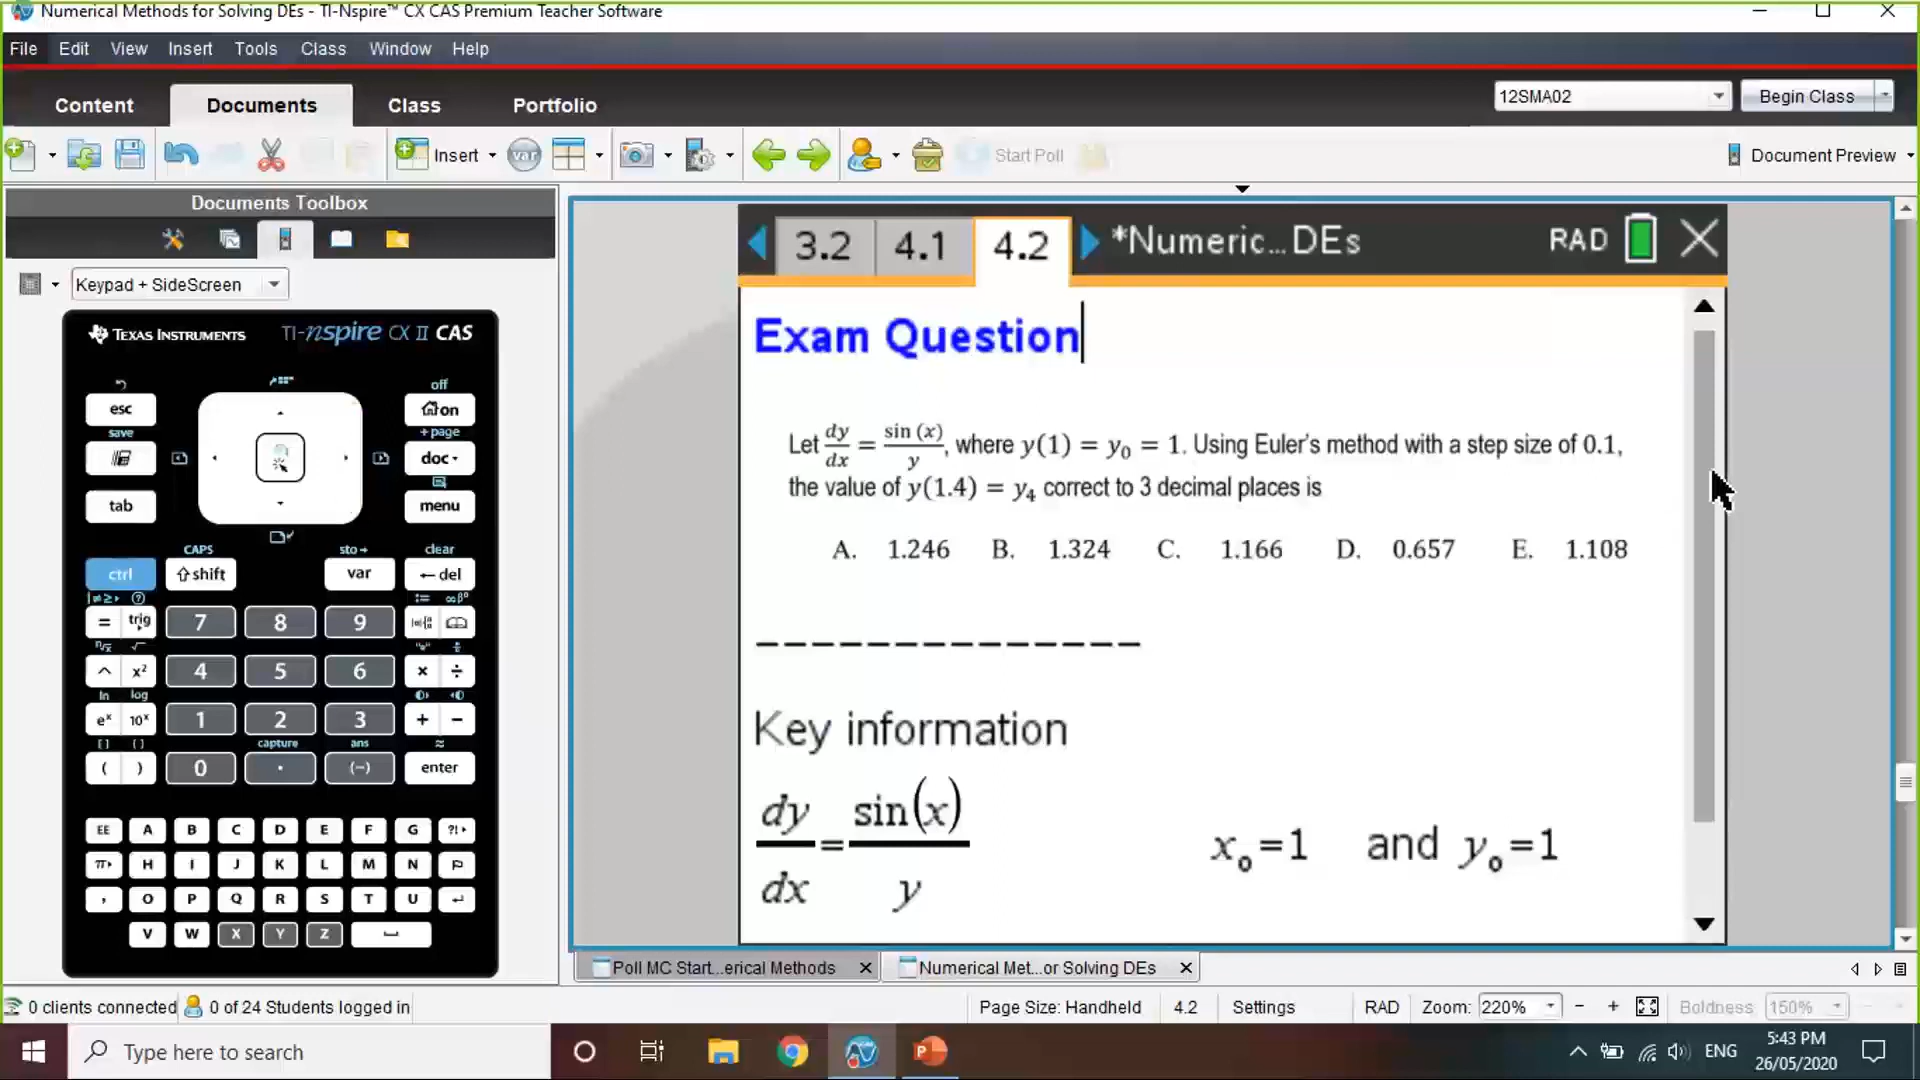 Numerical Methods for Solving DEs - TI-Nspire™ CX CAS Premium Teacher Software
File Edit View Insert Tools Class Window Help
Content Documents Class Portfolio
12SMA02 Begin Class
Insert var Start Poll Document Preview
Documents Toolbox
Keypad + SideScreen
TEXAS INSTRUMENTS TI-nspire CX II CAS
off
esc on
save + page
doc
tab menu
CAPS sto→ clear
ctrl shift var ← del
= trig 7 8 9
^ x² 4 5 6 × ÷
ln log
eˣ 10ˣ 1 2 3 + −
[ ] { } capture ans ≈
( ) 0 . (−) enter
EE A B C D E F G ?!
π H I J K L M N
, O P Q R S T U
V W X Y Z
3.2 4.1 4.2 *Numeric...DEs RAD
Exam Question
Let dy/dx = sin (x)/y, where y(1) = y₀ = 1. Using Euler's method with a step size of 0.1,
the value of y(1.4) = y₄ correct to 3 decimal places is
A. 1.246 B. 1.324 C. 1.166 D. 0.657 E. 1.108
--------------
Key information
dy/dx = sin(x)/y x₀=1 and y₀=1
Poll MC Start...erical Methods Numerical Met...or Solving DEs
0 clients connected 0 of 24 Students logged in Page Size: Handheld 4.2 Settings RAD Zoom: 220% Boldness 150%
Type here to search ENG 5:43 PM
26/05/2020